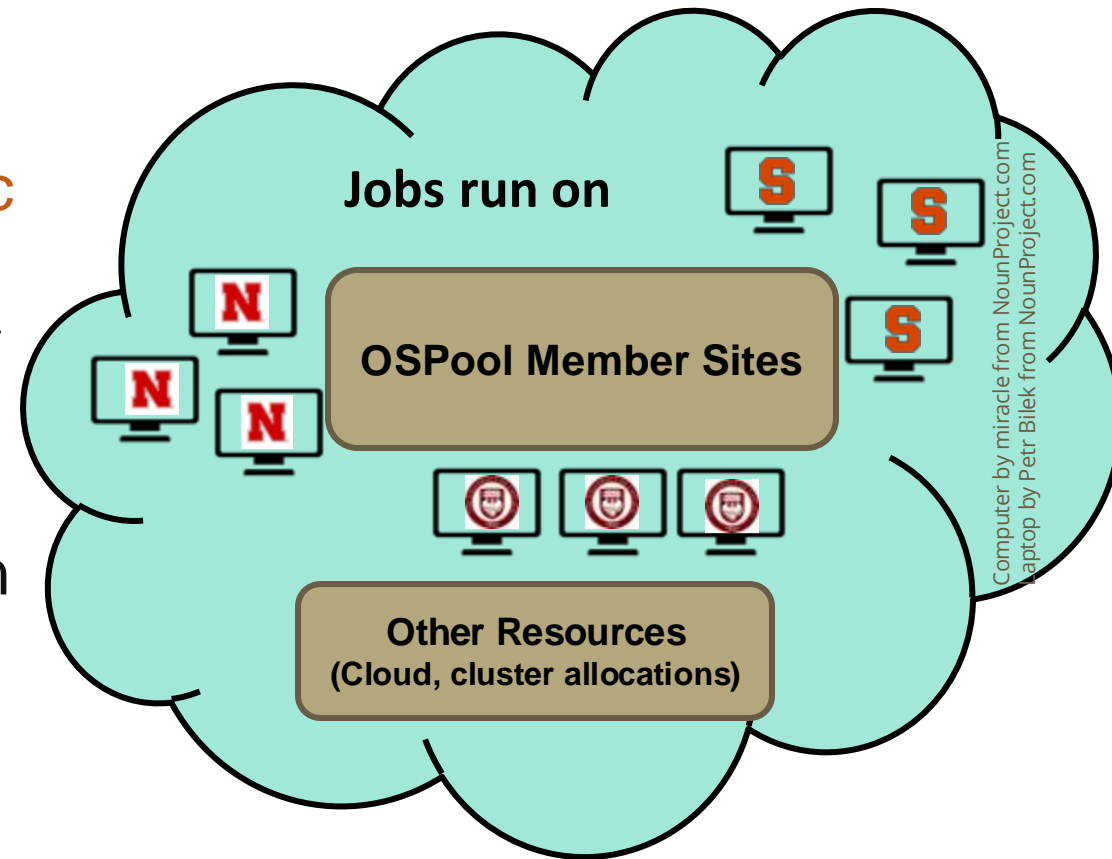 c
Jobs run on
S
S
S
N
N
N
OSPool Member Sites
n
Other Resources
(Cloud, cluster allocations)
Computer by miracle from NounProject.com
Laptop by Petr Bilek from NounProject.com